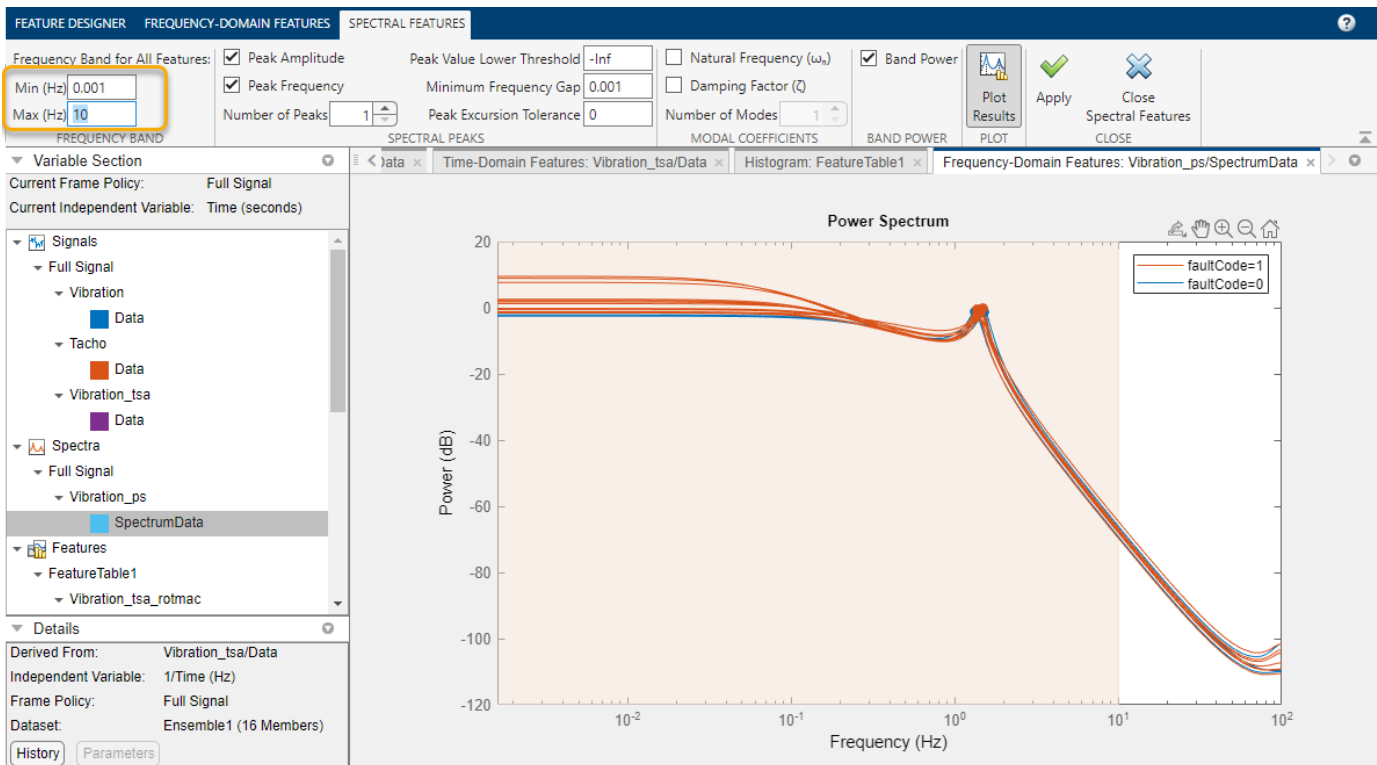 FEATURE DESIGNER FREQUENCY-DOMAIN FEATURES SPECTRAL FEATURES ?
Frequency Band for All Features:
Min (Hz) 0.001
Max (Hz) 10
FREQUENCY BAND
Peak Amplitude
Peak Frequency
Number of Peaks 1
Peak Value Lower Threshold -Inf
Minimum Frequency Gap 0.001
Peak Excursion Tolerance 0
SPECTRAL PEAKS
Natural Frequency (ωₙ)
Damping Factor (ζ)
Number of Modes 1
MODAL COEFFICIENTS
Band Power
BAND POWER
Plot
Results
PLOT
Apply
Close
Spectral Features
CLOSE
Variable Section
Current Frame Policy: Full Signal
Current Independent Variable: Time (seconds)
Signals
Full Signal
Vibration
Data
Tacho
Data
Vibration_tsa
Data
Spectra
Full Signal
Vibration_ps
SpectrumData
Features
FeatureTable1
Vibration_tsa_rotmac
Details
Derived From: Vibration_tsa/Data
Independent Variable: 1/Time (Hz)
Frame Policy: Full Signal
Dataset: Ensemble1 (16 Members)
History Parameters
Data × Time-Domain Features: Vibration_tsa/Data × Histogram: FeatureTable1 × Frequency-Domain Features: Vibration_ps/SpectrumData ×
Power Spectrum
faultCode=1
faultCode=0
20
0
-20
-40
-60
-80
-100
-120
Power (dB)
10⁻² 10⁻¹ 10⁰ 10¹ 10²
Frequency (Hz)